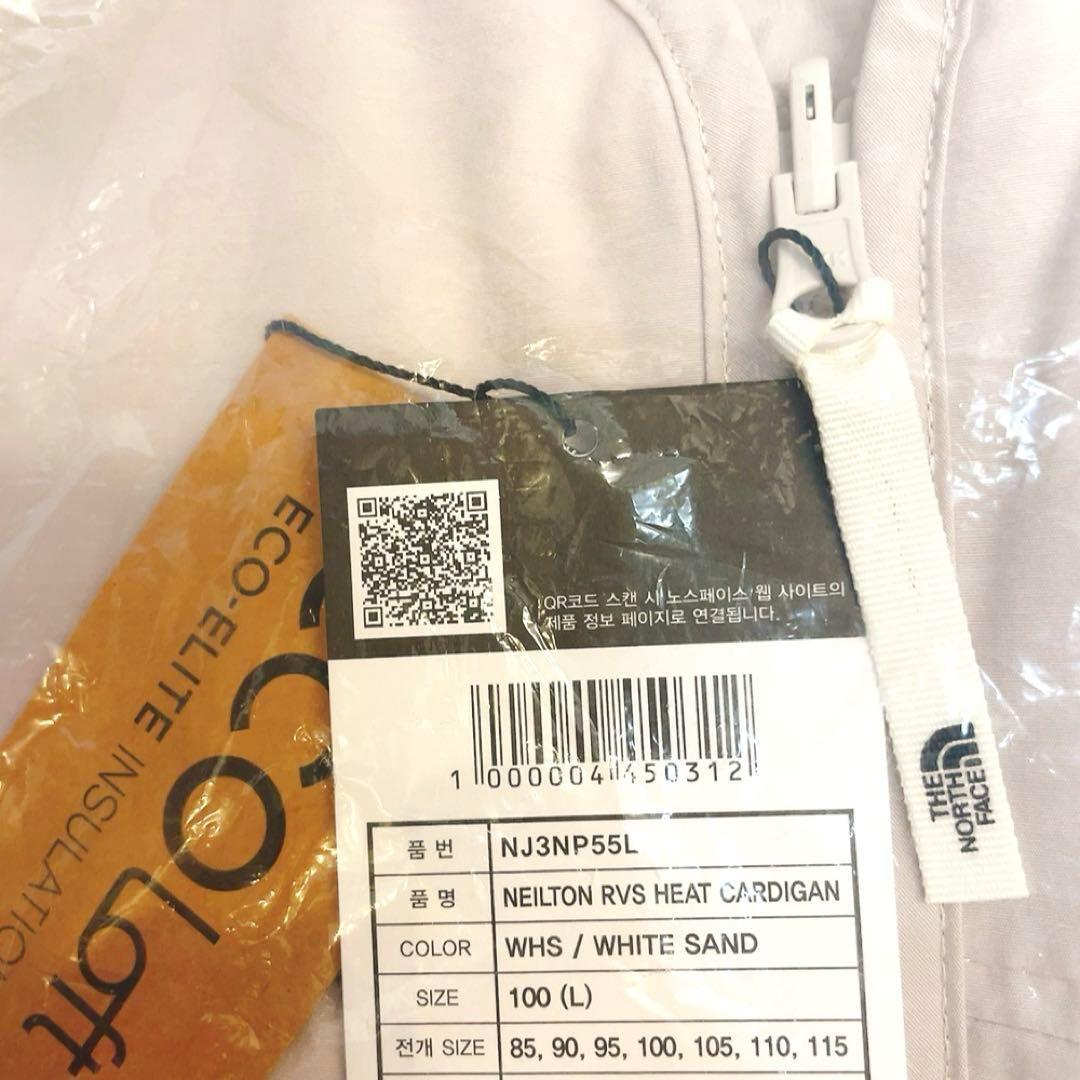 ECO-ELITE INSULATION
ECOLoft
QR코드 스캔 시 노스페이스 웹 사이트의
제품 정보 페이지로 연결됩니다.
1 000004 450312
품 번 NJ3NP55L
품 명 NEILTON RVS HEAT CARDIGAN
COLOR WHS / WHITE SAND
SIZE 100 (L)
전개 SIZE 85, 90, 95, 100, 105, 110, 115
THE
NORTH
FACE